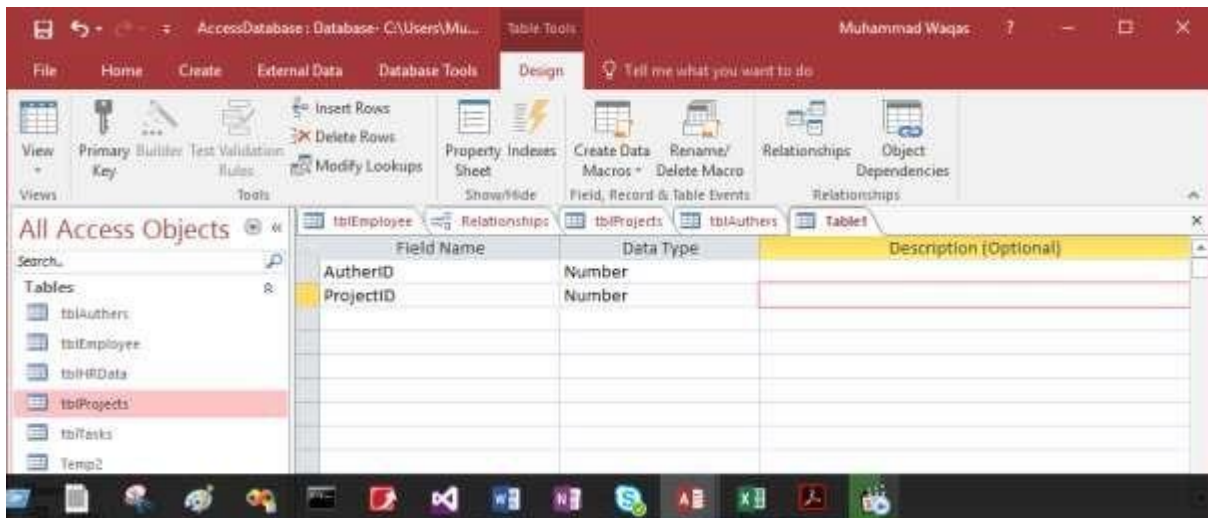 AccessDatabase : Database- C:\Users\Mu... Table Tools Muhammad Waqas ?
File Home Create External Data Database Tools Design Tell me what you want to do
View
Primary Key
Builder
Test Validation Rules
Insert Rows
Delete Rows
Modify Lookups
Property Sheet
Indexes
Create Data Macros
Rename/ Delete Macro
Relationships
Object Dependencies
Views Tools Show/Hide Field, Record & Table Events Relationships
All Access Objects
Search...
Tables
tblAuthers
tblEmployee
tblHRData
tblProjects
tblTasks
Temp2
tblEmployee Relationships tblProjects tblAuthers Table1
Field Name Data Type Description (Optional)
AutherID Number
ProjectID Number